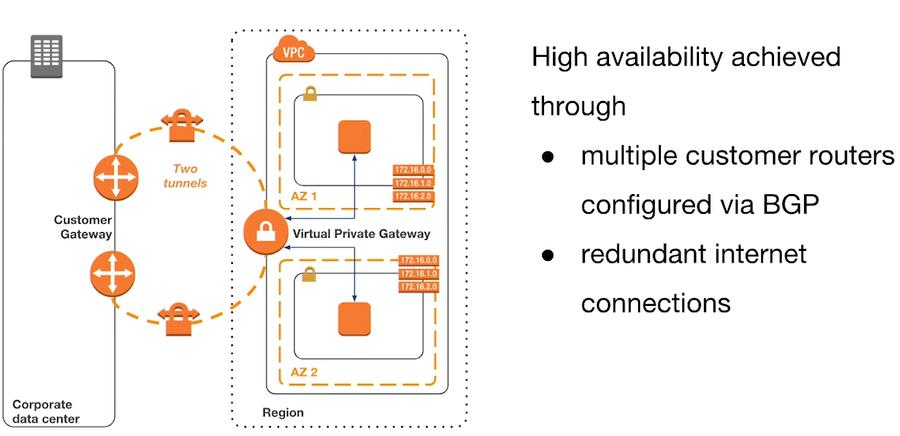 VPC
High availability achieved
through
• multiple customer routers
configured via BGP
• redundant internet
connections
Two
tunnels
172.16.0.0
172.16.1.0
172.16.2.0
AZ 1
Customer
Gateway
Virtual Private Gateway
172.16.0.0
172.16.1.0
172.16.2.0
AZ 2
Corporate
data center
Region